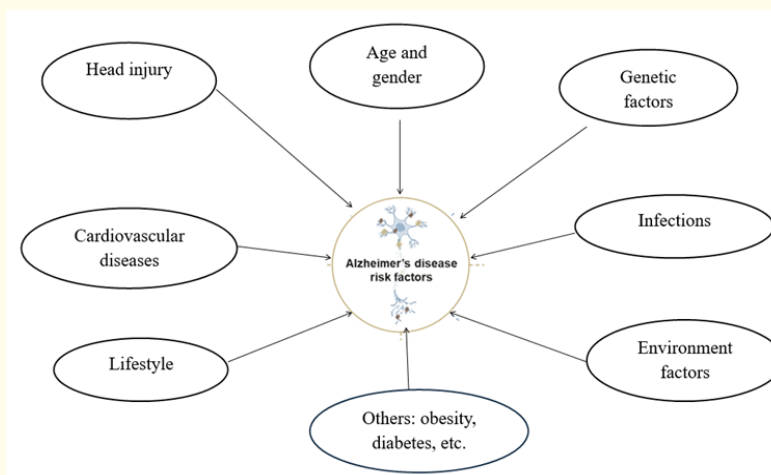 Head injury
Age and
gender
Genetic
factors
Cardiovascular
diseases
Alzheimer's disease
risk factors
Infections
Lifestyle
Others: obesity,
diabetes, etc.
Environment
factors